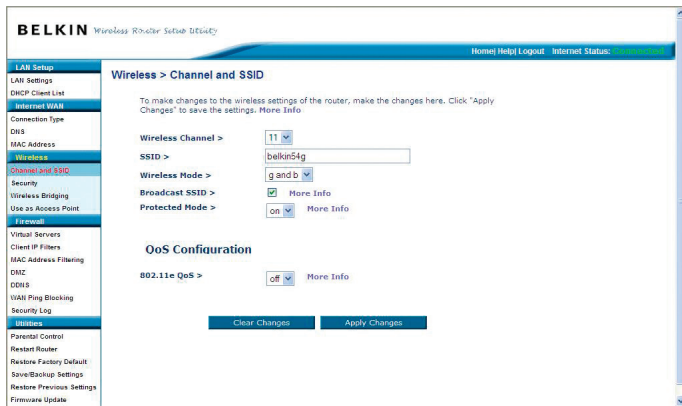 BELKIN Wireless Router Setup Utility
Home| Help| Logout Internet Status: Connected
LAN Setup
LAN Settings
DHCP Client List
Internet WAN
Connection Type
DNS
MAC Address
Wireless
Channel and SSID
Security
Wireless Bridging
Use as Access Point
Firewall
Virtual Servers
Client IP Filters
MAC Address Filtering
DMZ
DDNS
WAN Ping Blocking
Security Log
Utilities
Parental Control
Restart Router
Restore Factory Default
Save/Backup Settings
Restore Previous Settings
Firmware Update
Wireless > Channel and SSID
To make changes to the wireless settings of the router, make the changes here. Click "Apply
Changes" to save the settings. More Info
Wireless Channel > 11
SSID > belkin54g
Wireless Mode > g and b
Broadcast SSID > More Info
Protected Mode > on More Info
QoS Configuration
802.11e QoS > off More Info
Clear Changes Apply Changes